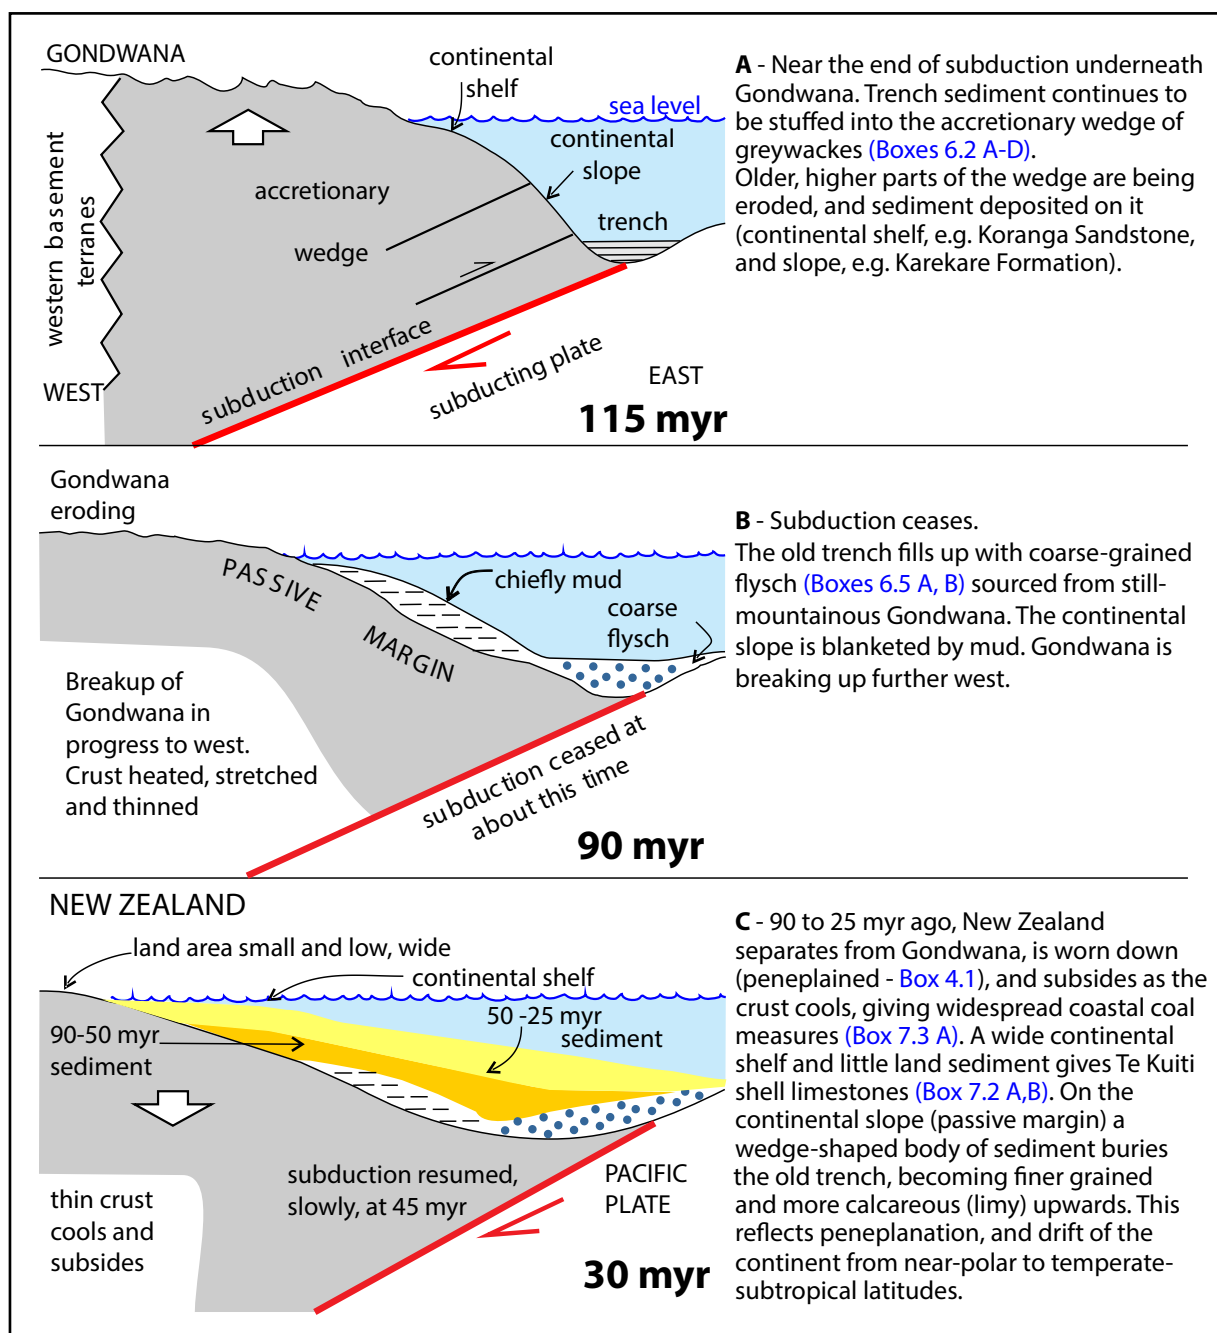 GONDWANA
continental
shelf
sea level
continental
slope
accretionary
wedge
trench
western basement
terranes
WEST
subduction interface
subducting plate
EAST
115 myr
A - Near the end of subduction underneath
Gondwana. Trench sediment continues to
be stuffed into the accretionary wedge of
greywackes (Boxes 6.2 A-D).
Older, higher parts of the wedge are being
eroded, and sediment deposited on it
(continental shelf, e.g. Koranga Sandstone,
and slope, e.g. Karekare Formation).
Gondwana
eroding
PASSIVE
MARGIN
chiefly mud
coarse
flysch
Breakup of
Gondwana in
progress to west.
Crust heated, stretched
and thinned
subduction ceased at
about this time
90 myr
B - Subduction ceases.
The old trench fills up with coarse-grained
flysch (Boxes 6.5 A, B) sourced from still-
mountainous Gondwana. The continental
slope is blanketed by mud. Gondwana is
breaking up further west.
NEW ZEALAND
land area small and low, wide
continental shelf
90-50 myr
sediment
50 -25 myr
sediment
subduction resumed,
slowly, at 45 myr
PACIFIC
PLATE
thin crust
cools and
subsides
30 myr
C - 90 to 25 myr ago, New Zealand
separates from Gondwana, is worn down
(peneplained - Box 4.1), and subsides as the
crust cools, giving widespread coastal coal
measures (Box 7.3 A). A wide continental
shelf and little land sediment gives Te Kuiti
shell limestones (Box 7.2 A,B). On the
continental slope (passive margin) a
wedge-shaped body of sediment buries
the old trench, becoming finer grained
and more calcareous (limy) upwards. This
reflects peneplanation, and drift of the
continent from near-polar to temperate-
subtropical latitudes.